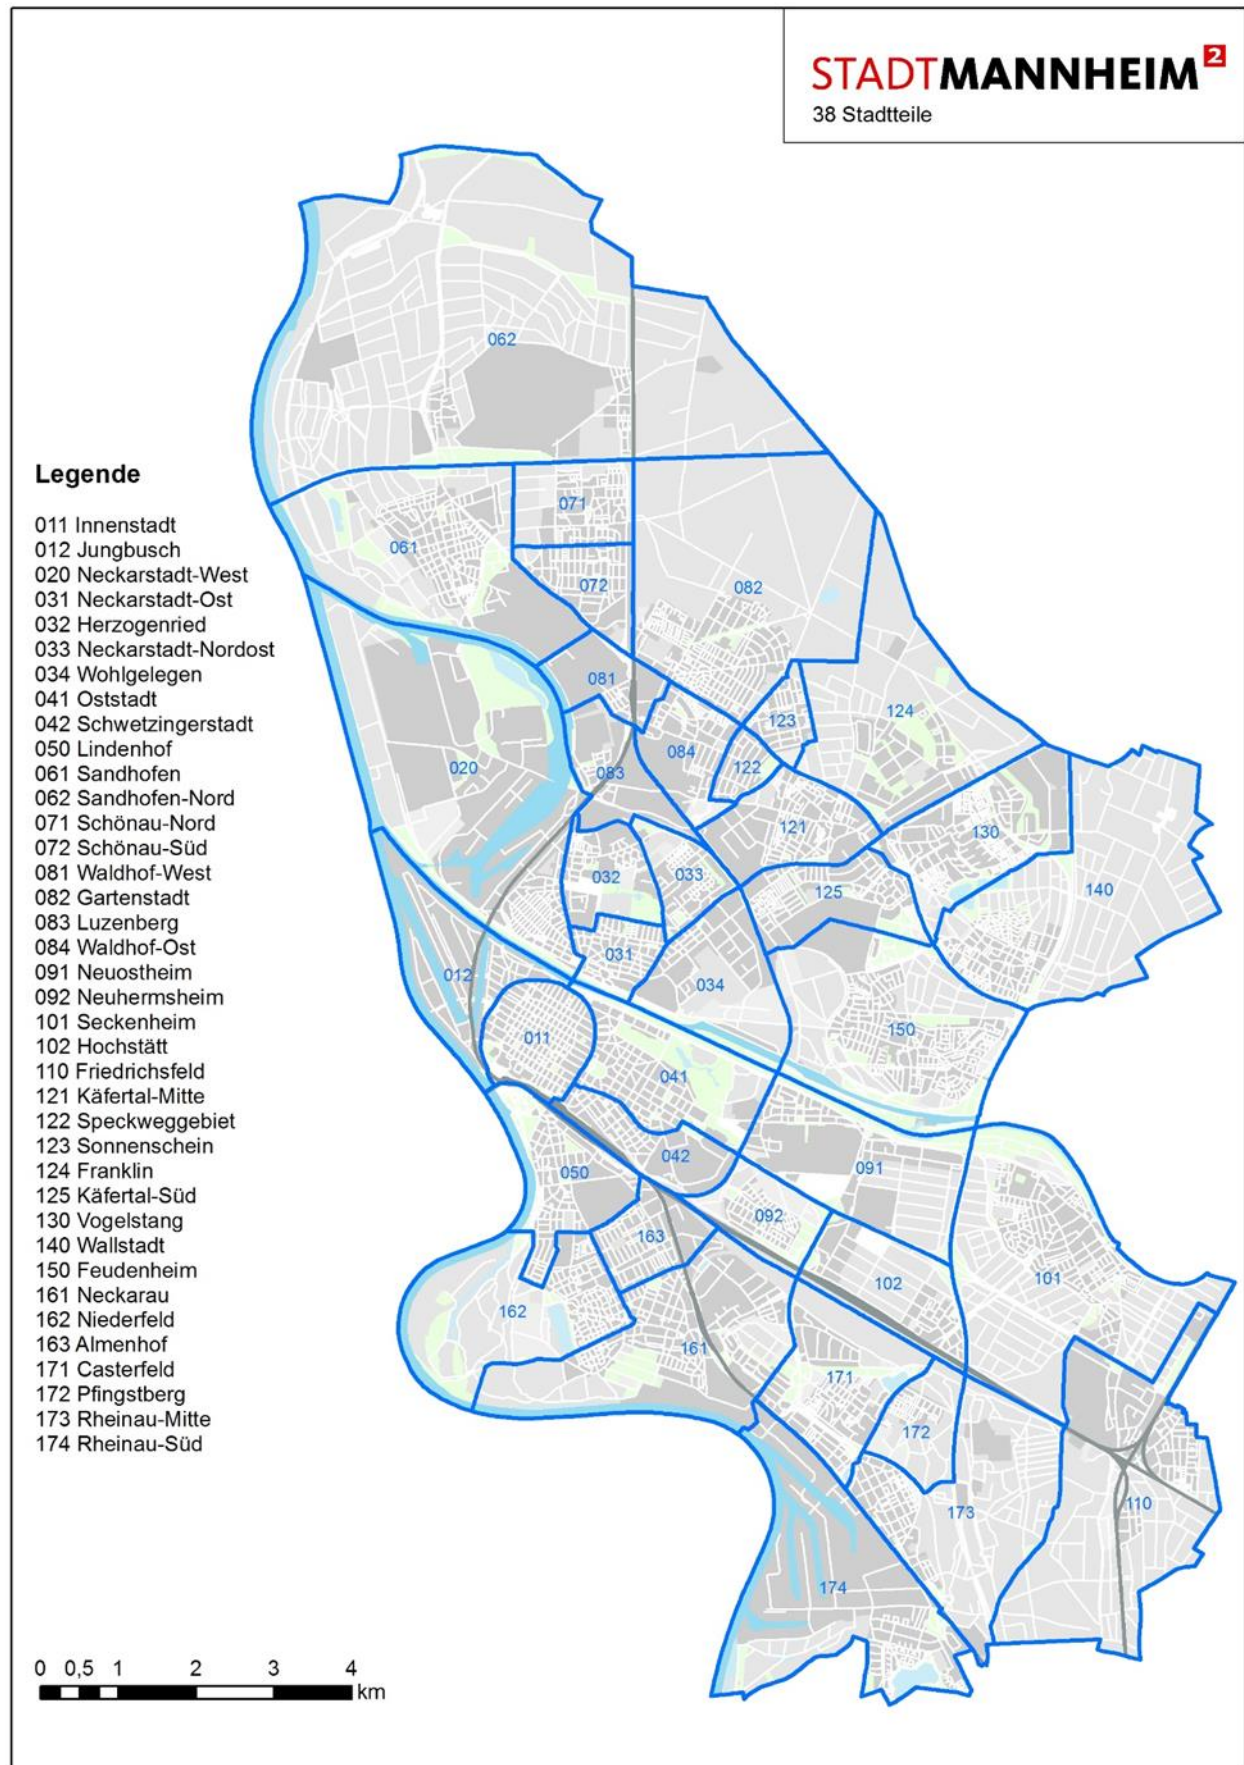 STADTMANNHEIM²
38 Stadtteile
Legende
011 Innenstadt
012 Jungbusch
020 Neckarstadt-West
031 Neckarstadt-Ost
032 Herzogenried
033 Neckarstadt-Nordost
034 Wohlgelegen
041 Oststadt
042 Schwetzingerstadt
050 Lindenhof
061 Sandhofen
062 Sandhofen-Nord
071 Schönau-Nord
072 Schönau-Süd
081 Waldhof-West
082 Gartenstadt
083 Luzenberg
084 Waldhof-Ost
091 Neuostheim
092 Neuhermsheim
101 Seckenheim
102 Hochstätt
110 Friedrichsfeld
121 Käfertal-Mitte
122 Speckweggebiet
123 Sonnenschein
124 Franklin
125 Käfertal-Süd
130 Vogelstang
140 Wallstadt
150 Feudenheim
161 Neckarau
162 Niederfeld
163 Almenhof
171 Casterfeld
172 Pfingstberg
173 Rheinau-Mitte
174 Rheinau-Süd
062
071
061
072
082
081
123
124
084
122
020
083
121
130
032
033
125
140
031
012
034
150
011
041
042
091
050
092
163
101
102
162
161
171
172
110
173
174
0 0,5 1 2 3 4
km